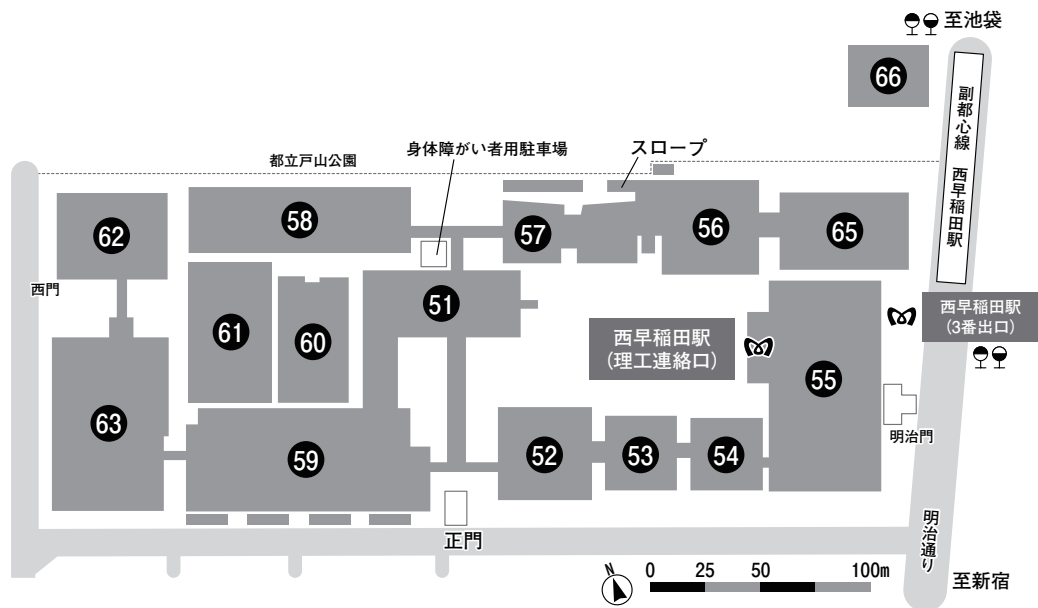 至池袋
66
副都心線 西早稲田駅
都立戸山公園
身体障がい者用駐車場
スロープ
62
58
57
56
65
西門
51
61
60
西早稲田駅
(理工連絡口)
西早稲田駅
(3番出口)
55
63
59
52
53
54
明治門
正門
明治通り
至新宿
N
0 25 50 100m